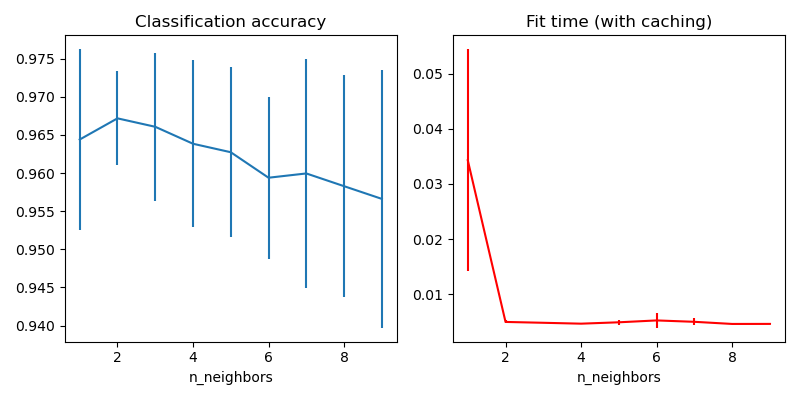 Classification accuracy
0.975
0.970
0.965
0.960
0.955
0.950
0.945
0.940
2 4 6 8
n_neighbors
Fit time (with caching)
0.05
0.04
0.03
0.02
0.01
2 4 6 8
n_neighbors